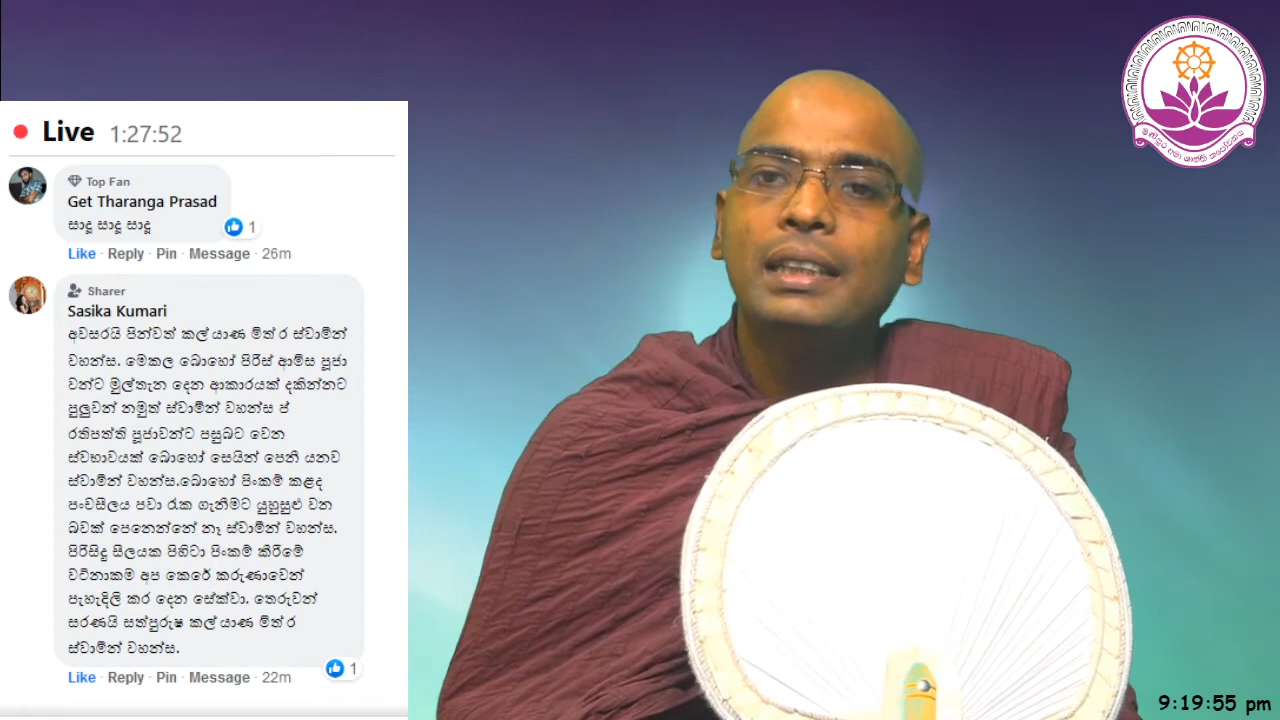 Live 1:27:52
Top Fan
Get Tharanga Prasad
සාදූ සාදූ සාදූ
1
Like · Reply · Pin · Message · 26m
Sharer
Sasika Kumari
අවසරයි පින්වත් කල් යාණ මිත් ර ස්වාමීන්
වහන්ස. මෙකල බොහෝ පිරිස් ආමිස පූජා
වන්ට මුල්තැන දෙන ආකාරයක් දකින්නට
පුලුවන් නමුත් ස්වාමීන් වහන්ස ප්
රතිපත්ති පූජාවන්ට පසුබට වෙන
ස්වභාවයක් බොහෝ සෙයින් පෙනී යනව
ස්වාමීන් වහන්ස.බොහෝ පිංකම් කළද
පංචසීලය පවා රැක ගැනීමට යුහුසුළු වන
බවක් පෙනෙන්නේ නෑ ස්වාමීන් වහන්ස.
පිරිසිදු සීලයක පිහිටා පිංකම් කිරීමේ
වටිනාකම අප කෙරේ කරුණාවෙන්
පැහැදිලි කර දෙන සේක්වා. තෙරුවන්
සරණයි සත්පුරුෂ කල් යාණ මිත් ර
ස්වාමීන් වහන්ස.
1
Like · Reply · Pin · Message · 22m
9:19:55 pm